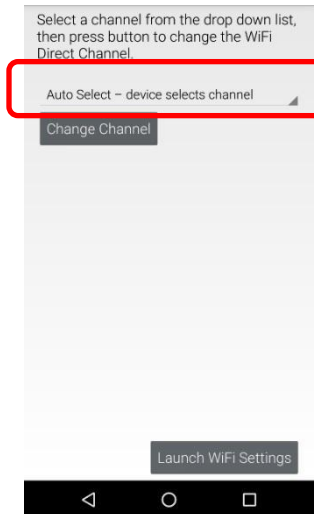 Select a channel from the drop down list,
then press button to change the WiFi
Direct Channel.
Auto Select – device selects channel
Change Channel
Launch WiFi Settings